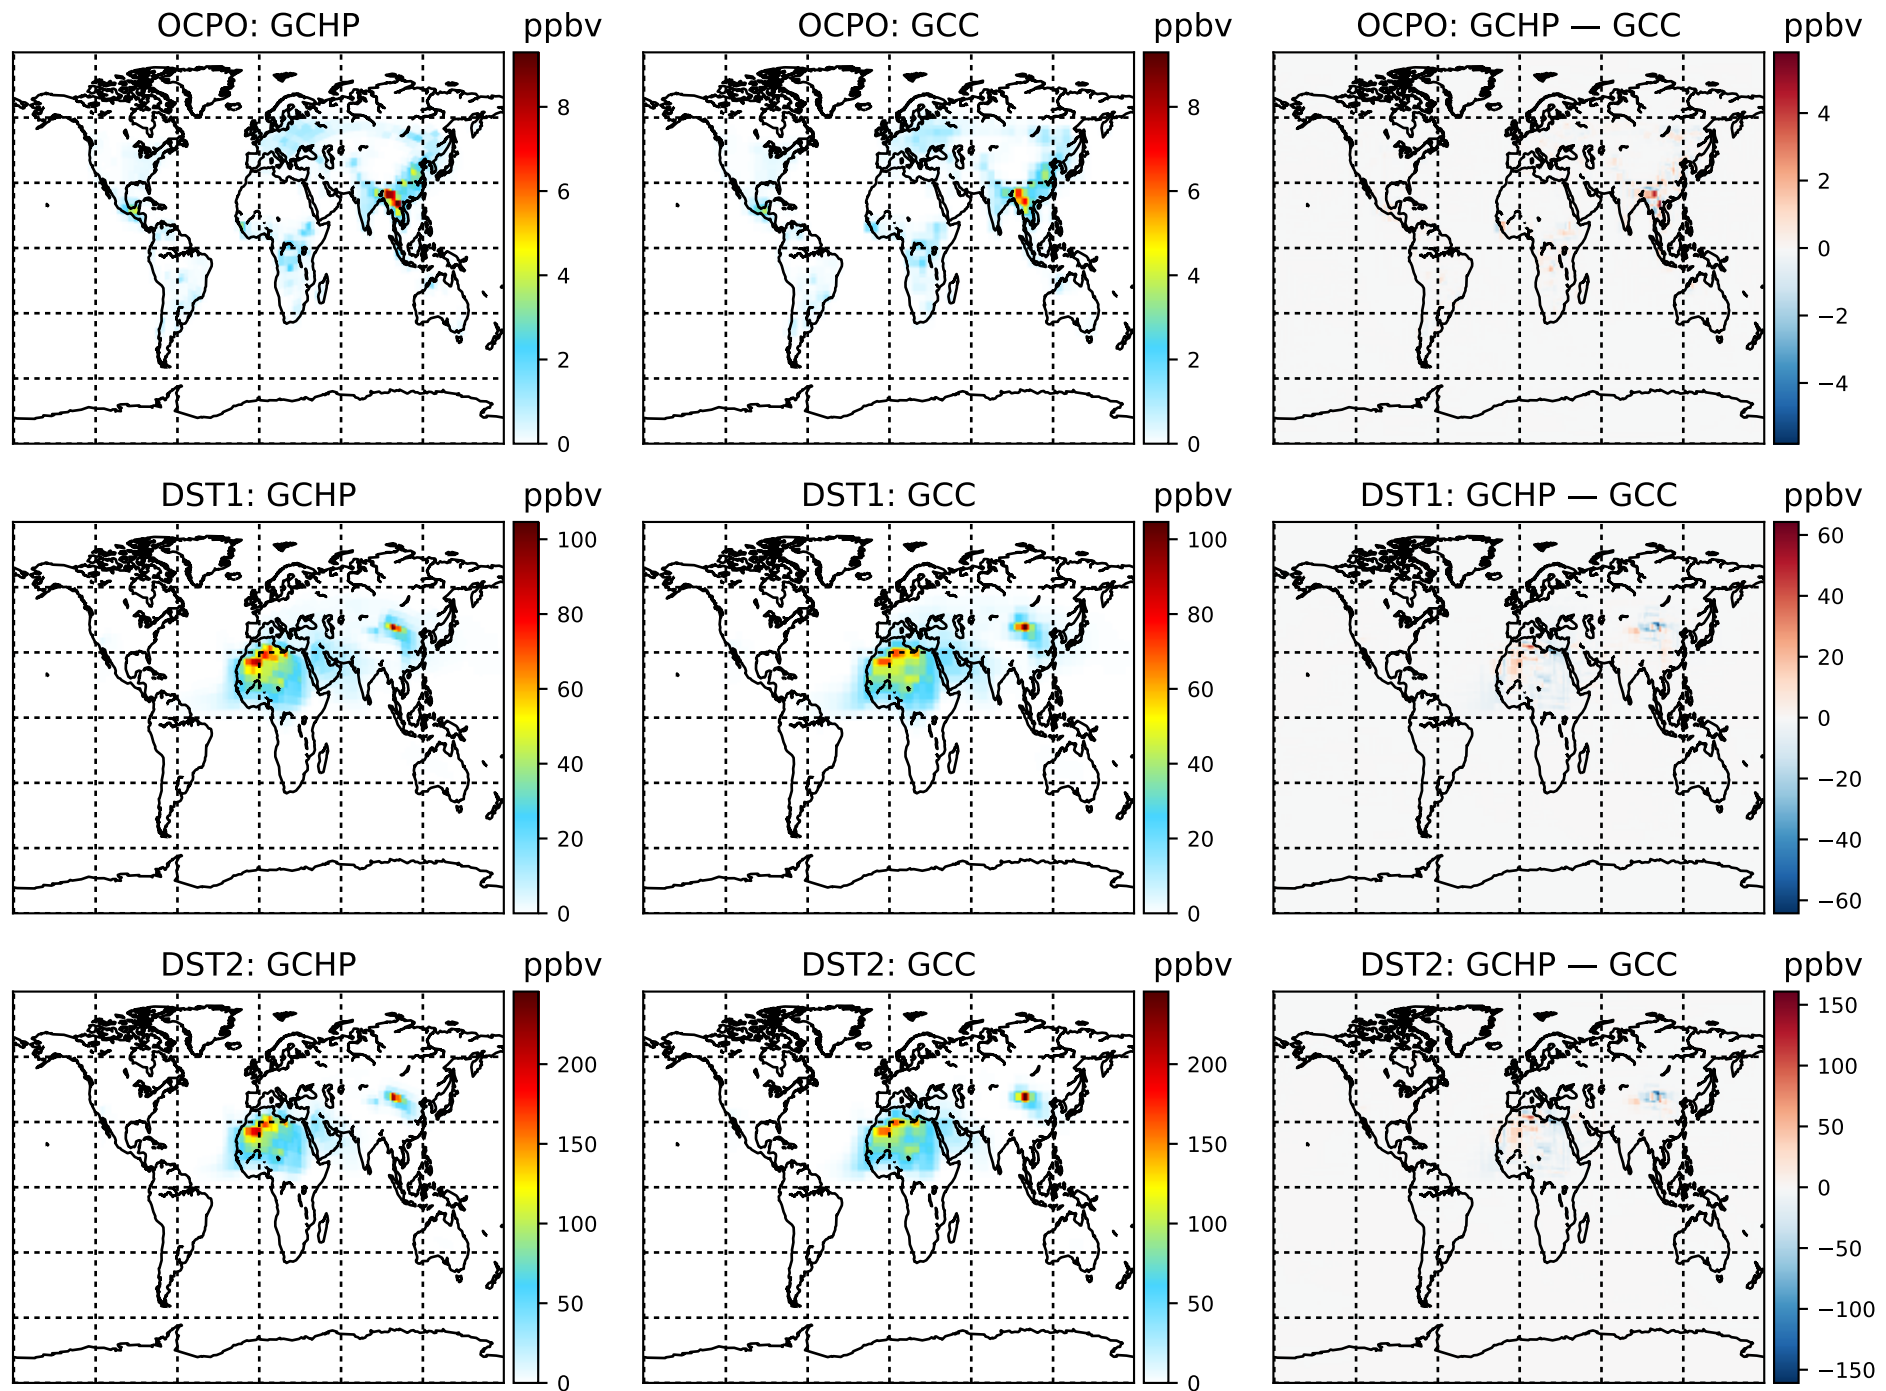 OCPO: GCHP ppbv OCPO: GCC ppbv OCPO: GCHP — GCC ppbv
8 8 4
6 6 2
4 4 0
2 2 −2
0 0 −4
DST1: GCHP ppbv DST1: GCC ppbv DST1: GCHP — GCC ppbv
100 100 60
80 80 40
60 60 20
40 40 0
20 20 −20
0 0 −40
−60
DST2: GCHP ppbv DST2: GCC ppbv DST2: GCHP — GCC ppbv
200 200 150
150 150 100
100 100 50
50 50 0
0 0 −50
−100
−150